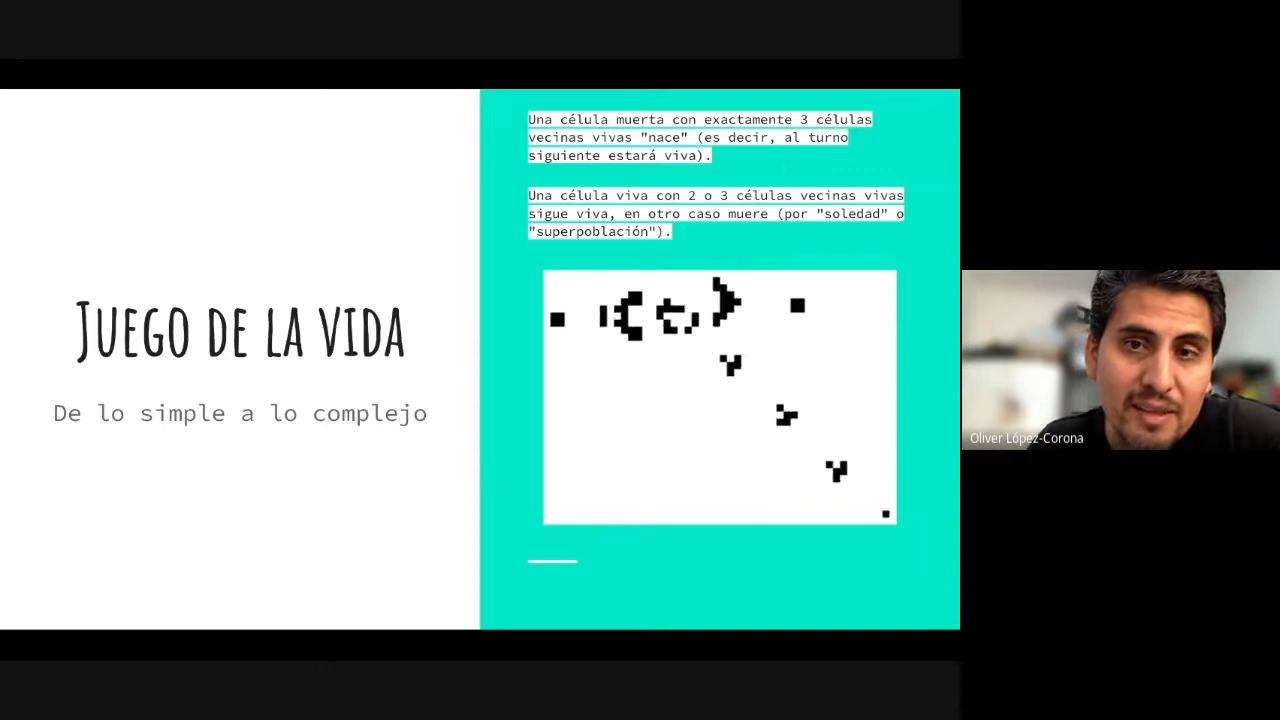 Una célula muerta con exactamente 3 células
vecinas vivas "nace" (es decir, al turno
siguiente estará viva).
Una célula viva con 2 o 3 células vecinas vivas
sigue viva, en otro caso muere (por "soledad" o
"superpoblación").
JUEGO DE LA VIDA
De lo simple a lo complejo
Oliver López-Corona